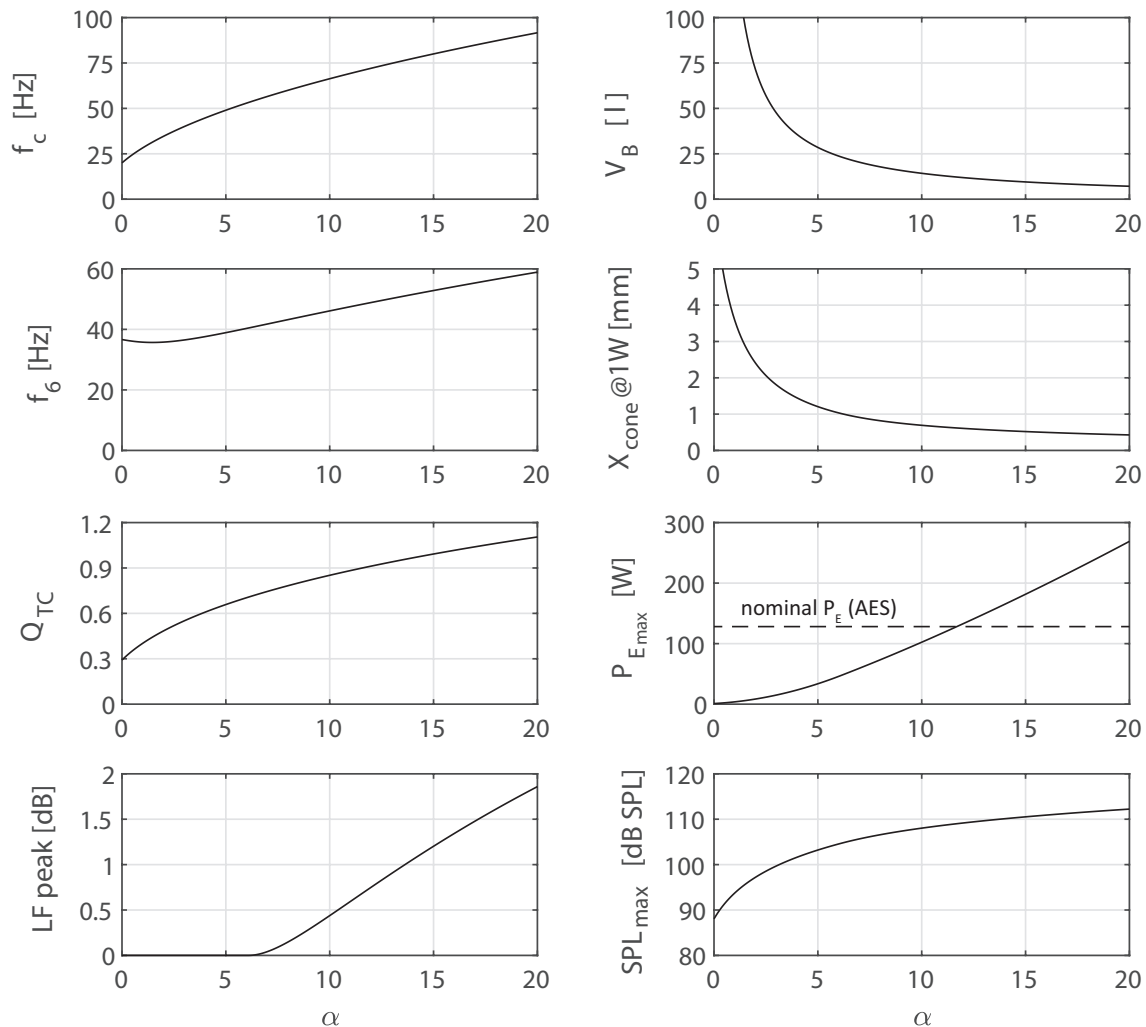 f_c [Hz]
100
75
50
25
0
0 5 10 15 20
V_B [ l ]
100
75
50
25
0
0 5 10 15 20
f_6 [Hz]
60
40
20
0
0 5 10 15 20
X_cone @1W [mm]
5
4
3
2
1
0
0 5 10 15 20
Q_TC
1.2
0.9
0.6
0.3
0
0 5 10 15 20
P_Emax [W]
300
200
100
0
nominal P_E (AES)
0 5 10 15 20
LF peak [dB]
2
1.5
1
0.5
0
0 5 10 15 20
α
SPL_max [dB SPL]
120
110
100
90
80
0 5 10 15 20
α